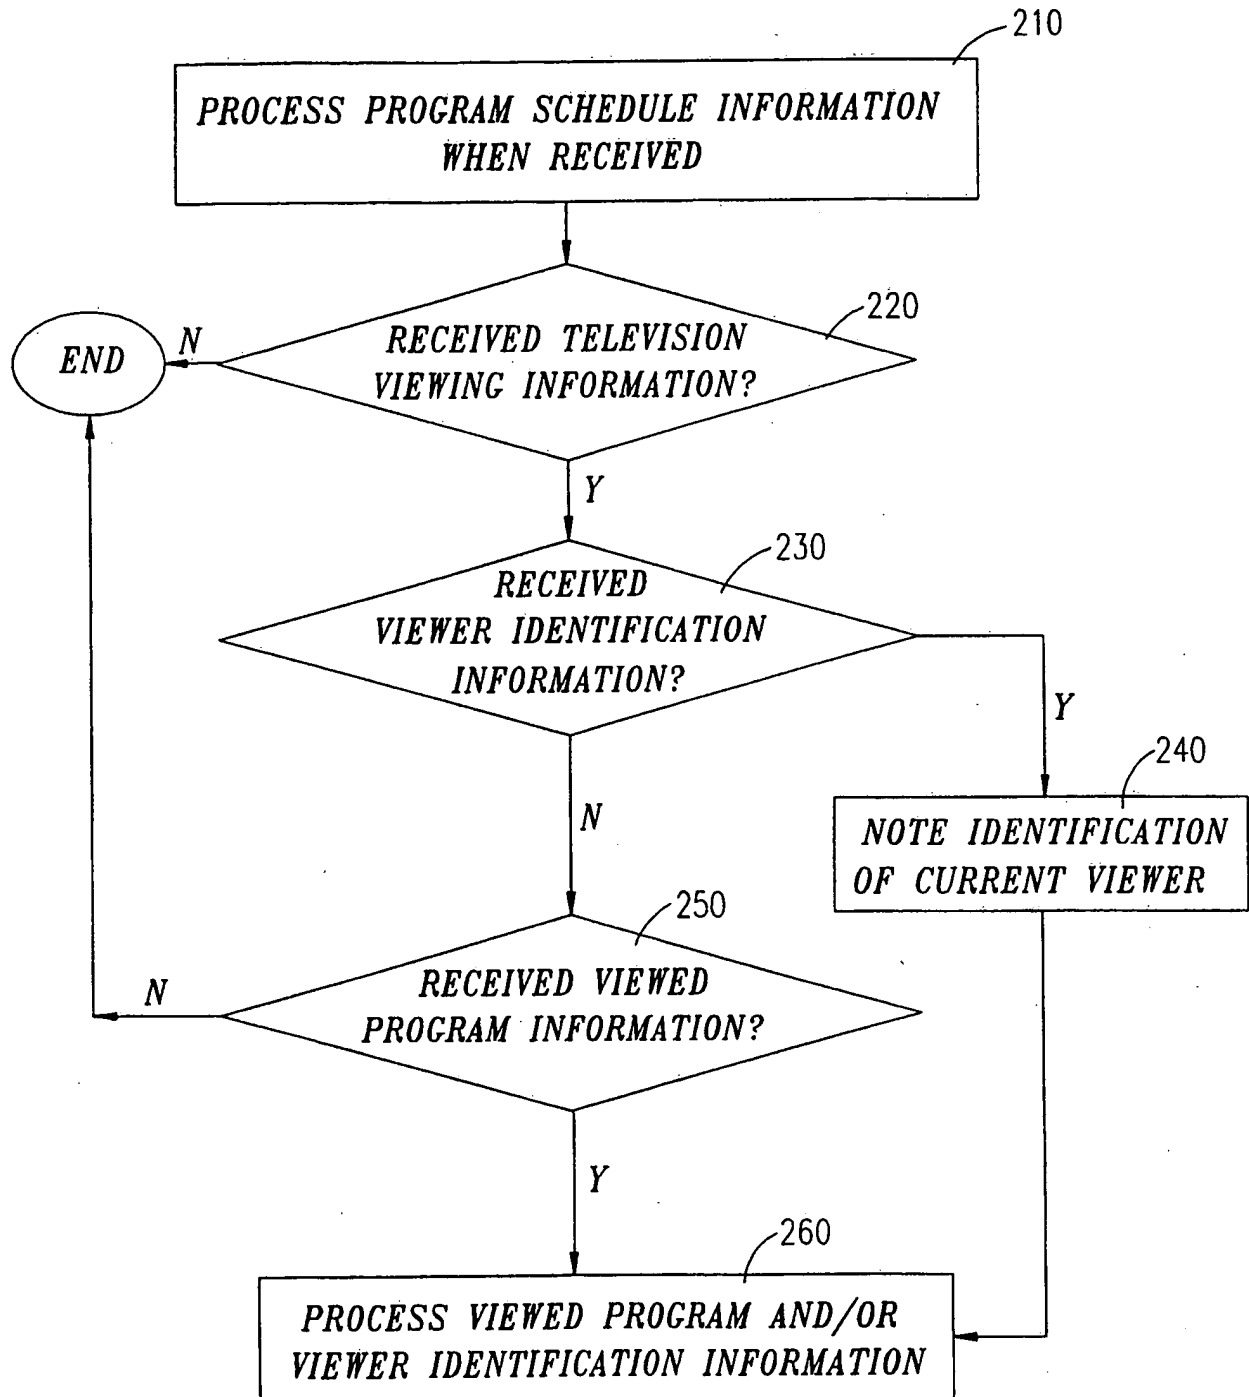 210
PROCESS PROGRAM SCHEDULE INFORMATION
WHEN RECEIVED
220
RECEIVED TELEVISION
VIEWING INFORMATION?
N
END
Y
230
RECEIVED
VIEWER IDENTIFICATION
INFORMATION?
Y
240
NOTE IDENTIFICATION
OF CURRENT VIEWER
N
250
RECEIVED VIEWED
PROGRAM INFORMATION?
N
Y
260
PROCESS VIEWED PROGRAM AND/OR
VIEWER IDENTIFICATION INFORMATION